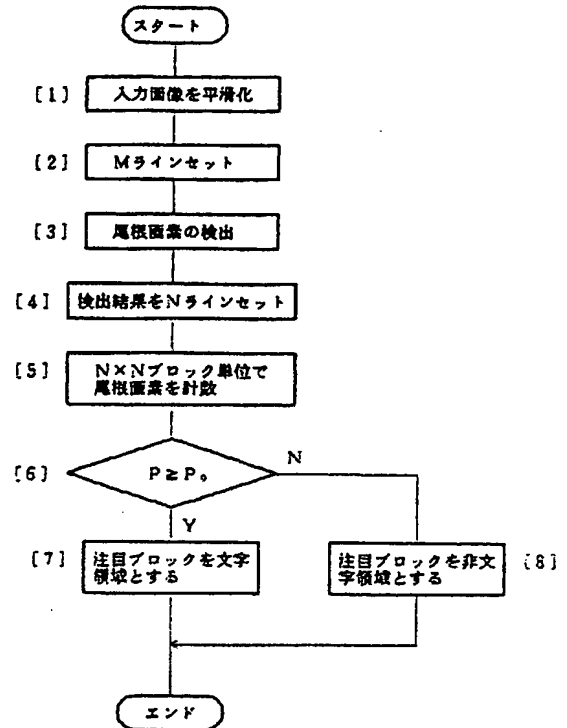 スタート
[1] 入力画像を平滑化
[2] Mラインセット
[3] 尾根画素の検出
[4] 検出結果をNラインセット
[5] N×Nブロック単位で
尾根画素を計数
[6] P≧P₀
N
Y
[7] 注目ブロックを文字
領域とする
注目ブロックを非文
字領域とする [8]
エンド